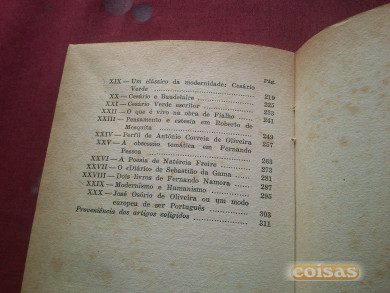 Pág.
XIX — Um clássico da modernidade: Cesário
Verde 219
XX — Cesário e Baudelaire 225
XXI — Cesário Verde escritor 233
XXII — O que é vivo na obra de Fialho 241
XXIII — Pensamento e estesia em Roberto de
Mesquita 249
XXIV — Perfil de António Correia de Oliveira 257
XXV — A obsessão temática em Fernando
Pessoa 263
XXVI — A Poesia de Natércia Freire 273
XXVII — O «Diário» de Sebastião da Gama 281
XXVIII — Dois livros de Fernando Namora 287
XXIX — Modernismo e Humanismo 295
XXX — José Osório de Oliveira ou um modo
europeu de ser Português 303
Proveniência dos artigos coligidos 311
coisas